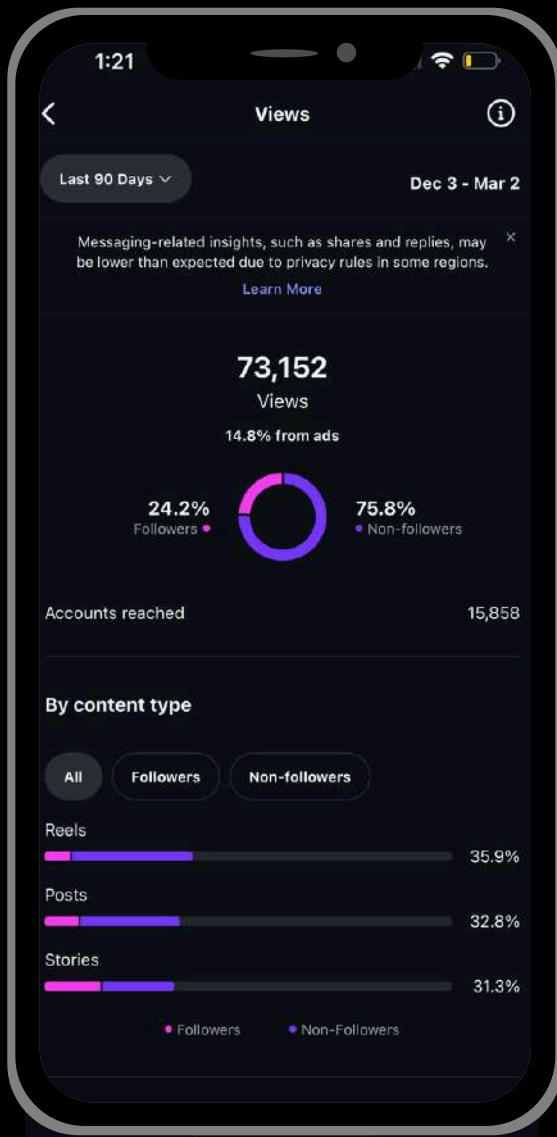 1:21
Views
Last 90 Days
Dec 3 - Mar 2
Messaging-related insights, such as shares and replies, may
be lower than expected due to privacy rules in some regions.
Learn More
73,152
Views
14.8% from ads
24.2%
Followers
75.8%
Non-followers
Accounts reached
15,858
By content type
All
Followers
Non-followers
Reels
35.9%
Posts
32.8%
Stories
31.3%
Followers
Non-Followers